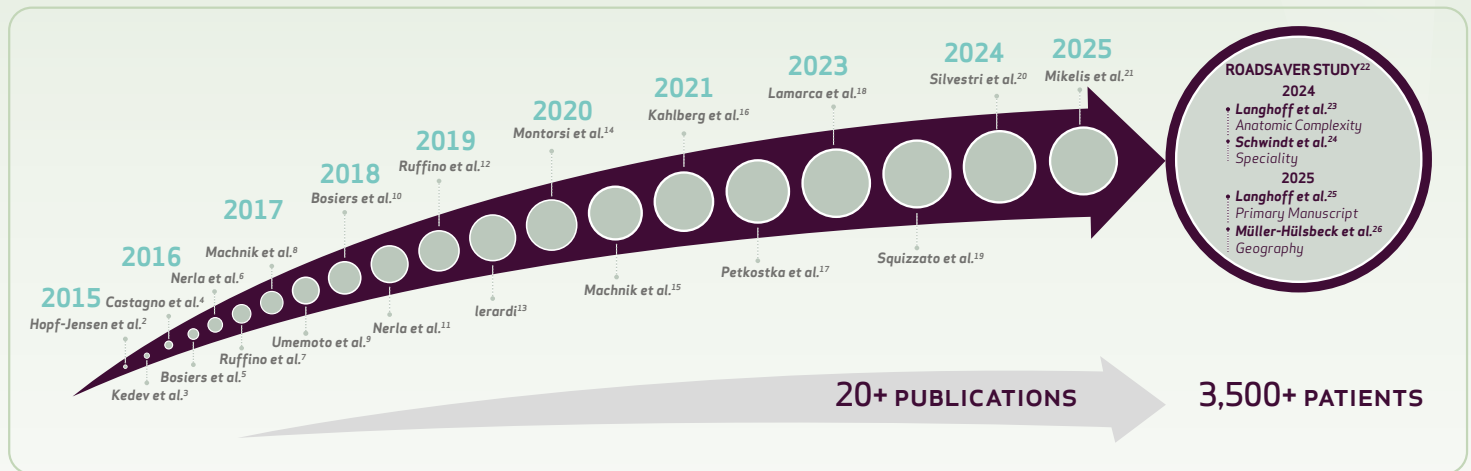 2015
Hopf-Jensen et al.²
Kedev et al.³
2016
Castagno et al.⁴
Bosiers et al.⁵
Nerla et al.⁶
Ruffino et al.⁷
2017
Machnik et al.⁸
Umemoto et al.⁹
2018
Bosiers et al.¹⁰
Nerla et al.¹¹
2019
Ruffino et al.¹²
Ierardi¹³
2020
Montorsi et al.¹⁴
Machnik et al.¹⁵
2021
Kahlberg et al.¹⁶
Petkostka et al.¹⁷
2023
Lamarca et al.¹⁸
Squizzato et al.¹⁹
2024
Silvestri et al.²⁰
2025
Mikelis et al.²¹
ROADSAVER STUDY²²
2024
Langhoff et al.²³
Anatomic Complexity
Schwindt et al.²⁴
Speciality
2025
Langhoff et al.²⁵
Primary Manuscript
Müller-Hülsbeck et al.²⁶
Geography
20+ PUBLICATIONS
3,500+ PATIENTS